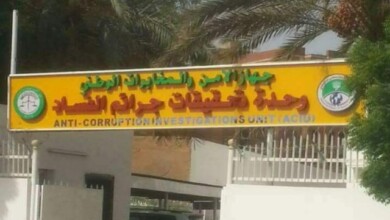 جهاز الأمن والمخابرات الوطني
وحدة تحقيقات جرائم الفساد
ANTI-CORRUPTION INVESTIGATIONS UNIT (ACIU)